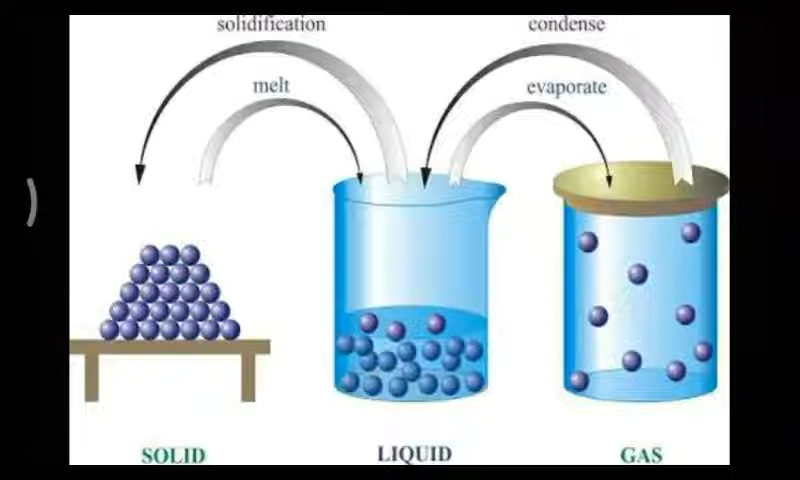 solidification
condense
melt
evaporate
SOLID
LIQUID
GAS